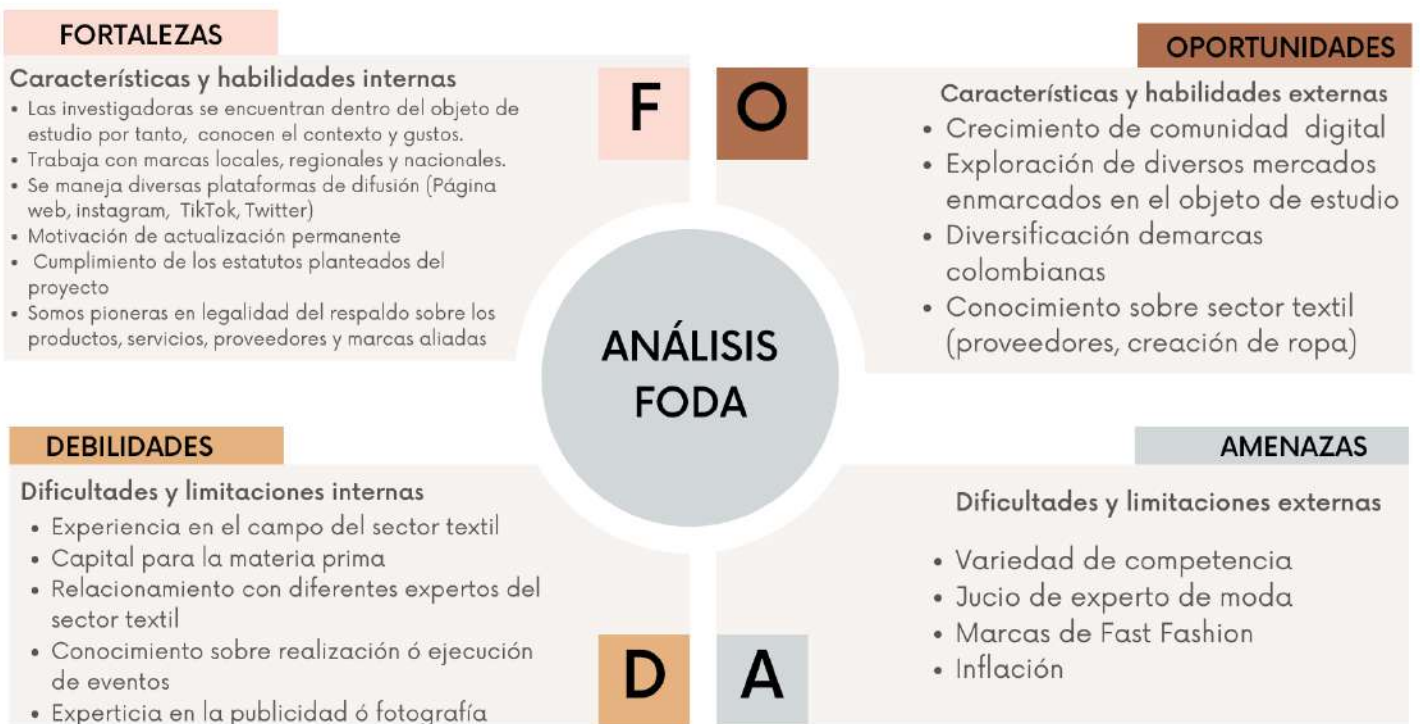 FORTALEZAS
Características y habilidades internas
• Las investigadoras se encuentran dentro del objeto de
estudio por tanto, conocen el contexto y gustos.
• Trabaja con marcas locales, regionales y nacionales.
• Se maneja diversas plataformas de difusión (Página
web, instagram, TikTok, Twitter)
• Motivación de actualización permanente
• Cumplimiento de los estatutos planteados del
proyecto
• Somos pioneras en legalidad del respaldo sobre los
productos, servicios, proveedores y marcas aliadas
F
O
OPORTUNIDADES
Características y habilidades externas
• Crecimiento de comunidad digital
• Exploración de diversos mercados
enmarcados en el objeto de estudio
• Diversificación demarcas
colombianas
• Conocimiento sobre sector textil
(proveedores, creación de ropa)
ANÁLISIS
FODA
DEBILIDADES
Dificultades y limitaciones internas
• Experiencia en el campo del sector textil
• Capital para la materia prima
• Relacionamiento con diferentes expertos del
sector textil
• Conocimiento sobre realización ó ejecución
de eventos
• Experticia en la publicidad ó fotografía
D
A
AMENAZAS
Dificultades y limitaciones externas
• Variedad de competencia
• Jucio de experto de moda
• Marcas de Fast Fashion
• Inflación